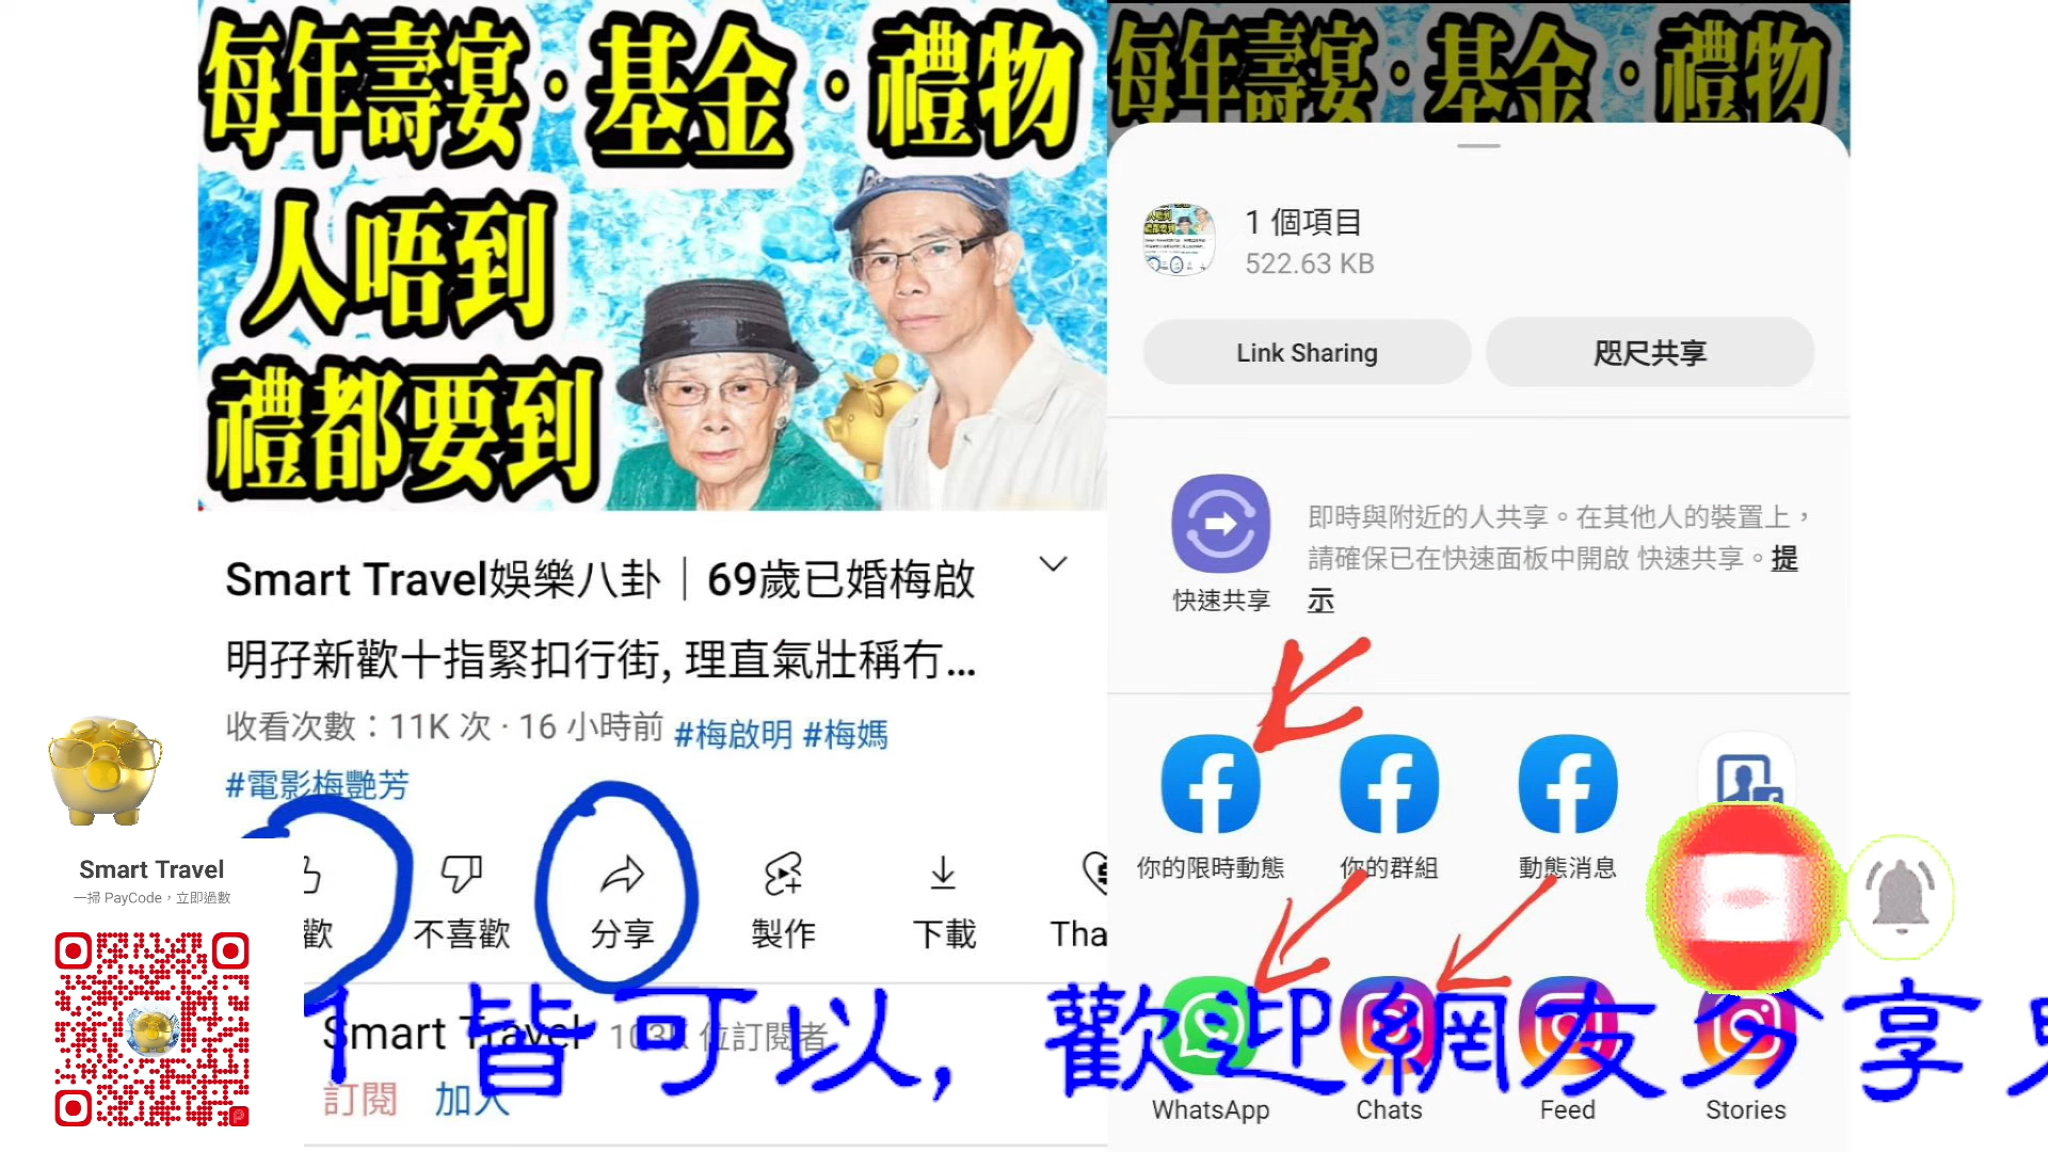 每年壽宴·基金·禮物
人唔到
禮都要到
Smart Travel娛樂八卦｜69歲已婚梅啟
明孖新歡十指緊扣行街, 理直氣壯稱冇...
收看次數：11K 次 · 16 小時前 #梅啟明 #梅媽
#電影梅艷芳
歡
不喜歡
分享
製作
下載
Tha
Smart Travel 103K 位訂閱者
訂閱 加入
Smart Travel
一掃 PayCode，立即過數
每年壽宴·基金·禮物
1 個項目
522.63 KB
Link Sharing
咫尺共享
即時與附近的人共享。在其他人的裝置上，
請確保已在快速面板中開啟 快速共享。提
示
快速共享
你的限時動態
你的群組
動態消息
WhatsApp
Chats
Feed
Stories
皆可以, 歡迎網友分享